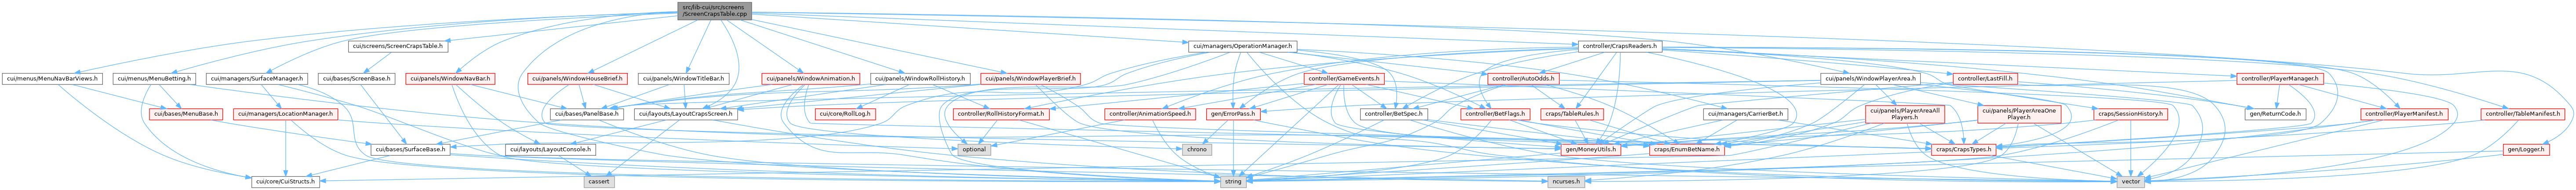 src/lib-cui/src/screens
/ScreenCrapsTable.cpp
cui/screens/ScreenCrapsTable.h
cui/managers/OperationManager.h
controller/CrapsReaders.h
cui/menus/MenuNavBarViews.h
cui/menus/MenuBetting.h
cui/managers/SurfaceManager.h
cui/bases/ScreenBase.h
cui/panels/WindowNavBar.h
cui/panels/WindowHouseBrief.h
cui/panels/WindowTitleBar.h
cui/panels/WindowAnimation.h
cui/panels/WindowRollHistory.h
cui/panels/WindowPlayerBrief.h
controller/GameEvents.h
controller/AutoOdds.h
cui/panels/WindowPlayerArea.h
controller/LastFill.h
controller/PlayerManager.h
cui/bases/MenuBase.h
cui/managers/LocationManager.h
cui/bases/PanelBase.h
cui/layouts/LayoutCrapsScreen.h
cui/core/RollLog.h
controller/RollHistoryFormat.h
controller/AnimationSpeed.h
gen/ErrorPass.h
controller/BetSpec.h
controller/BetFlags.h
craps/TableRules.h
cui/managers/CarrierBet.h
cui/panels/PlayerAreaAll
Players.h
cui/panels/PlayerAreaOne
Player.h
craps/SessionHistory.h
gen/ReturnCode.h
controller/PlayerManifest.h
controller/TableManifest.h
cui/bases/SurfaceBase.h
cui/layouts/LayoutConsole.h
optional
chrono
gen/MoneyUtils.h
craps/EnumBetName.h
craps/CrapsTypes.h
gen/Logger.h
cui/core/CuiStructs.h
cassert
string
ncurses.h
vector